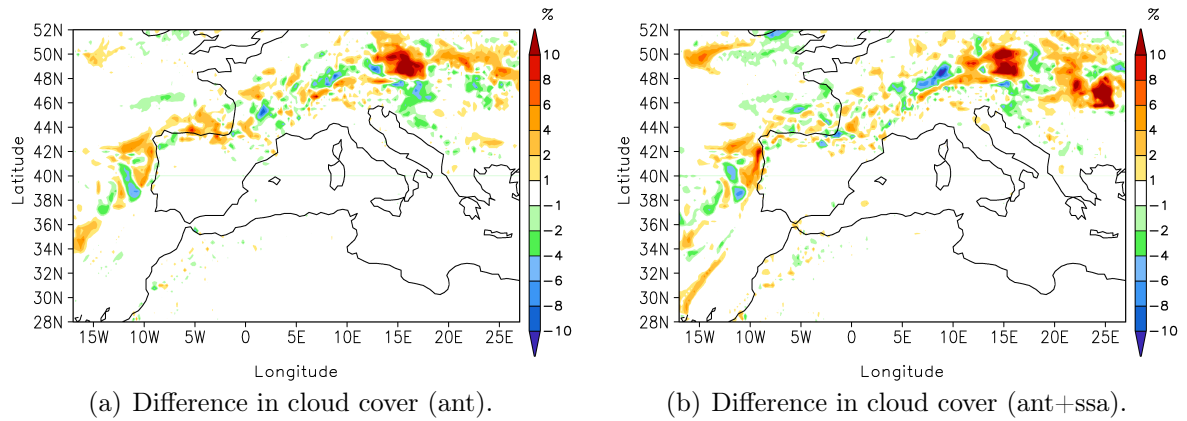 %
52N
50N
48N
46N
44N
42N
40N
38N
36N
34N
32N
30N
28N
Latitude
15W 10W 5W 0 5E 10E 15E 20E 25E
Longitude
10
8
6
4
2
1
−1
−2
−4
−6
−8
−10
(a) Difference in cloud cover (ant).
%
52N
50N
48N
46N
44N
42N
40N
38N
36N
34N
32N
30N
28N
Latitude
15W 10W 5W 0 5E 10E 15E 20E 25E
Longitude
10
8
6
4
2
1
−1
−2
−4
−6
−8
−10
(b) Difference in cloud cover (ant+ssa).